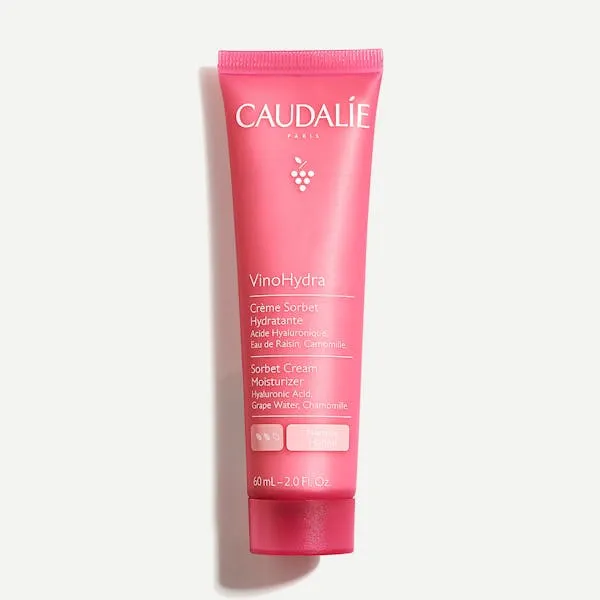 CAUDALÍE
PARIS
VinoHydra
Crème Sorbet
Hydratante
Acide Hyaluronique,
Eau de Raisin, Camomille.
Sorbet Cream
Moisturizer
Hyaluronic Acid,
Grape Water, Chamomille.
60 mL – 2.0 Fl. Oz.